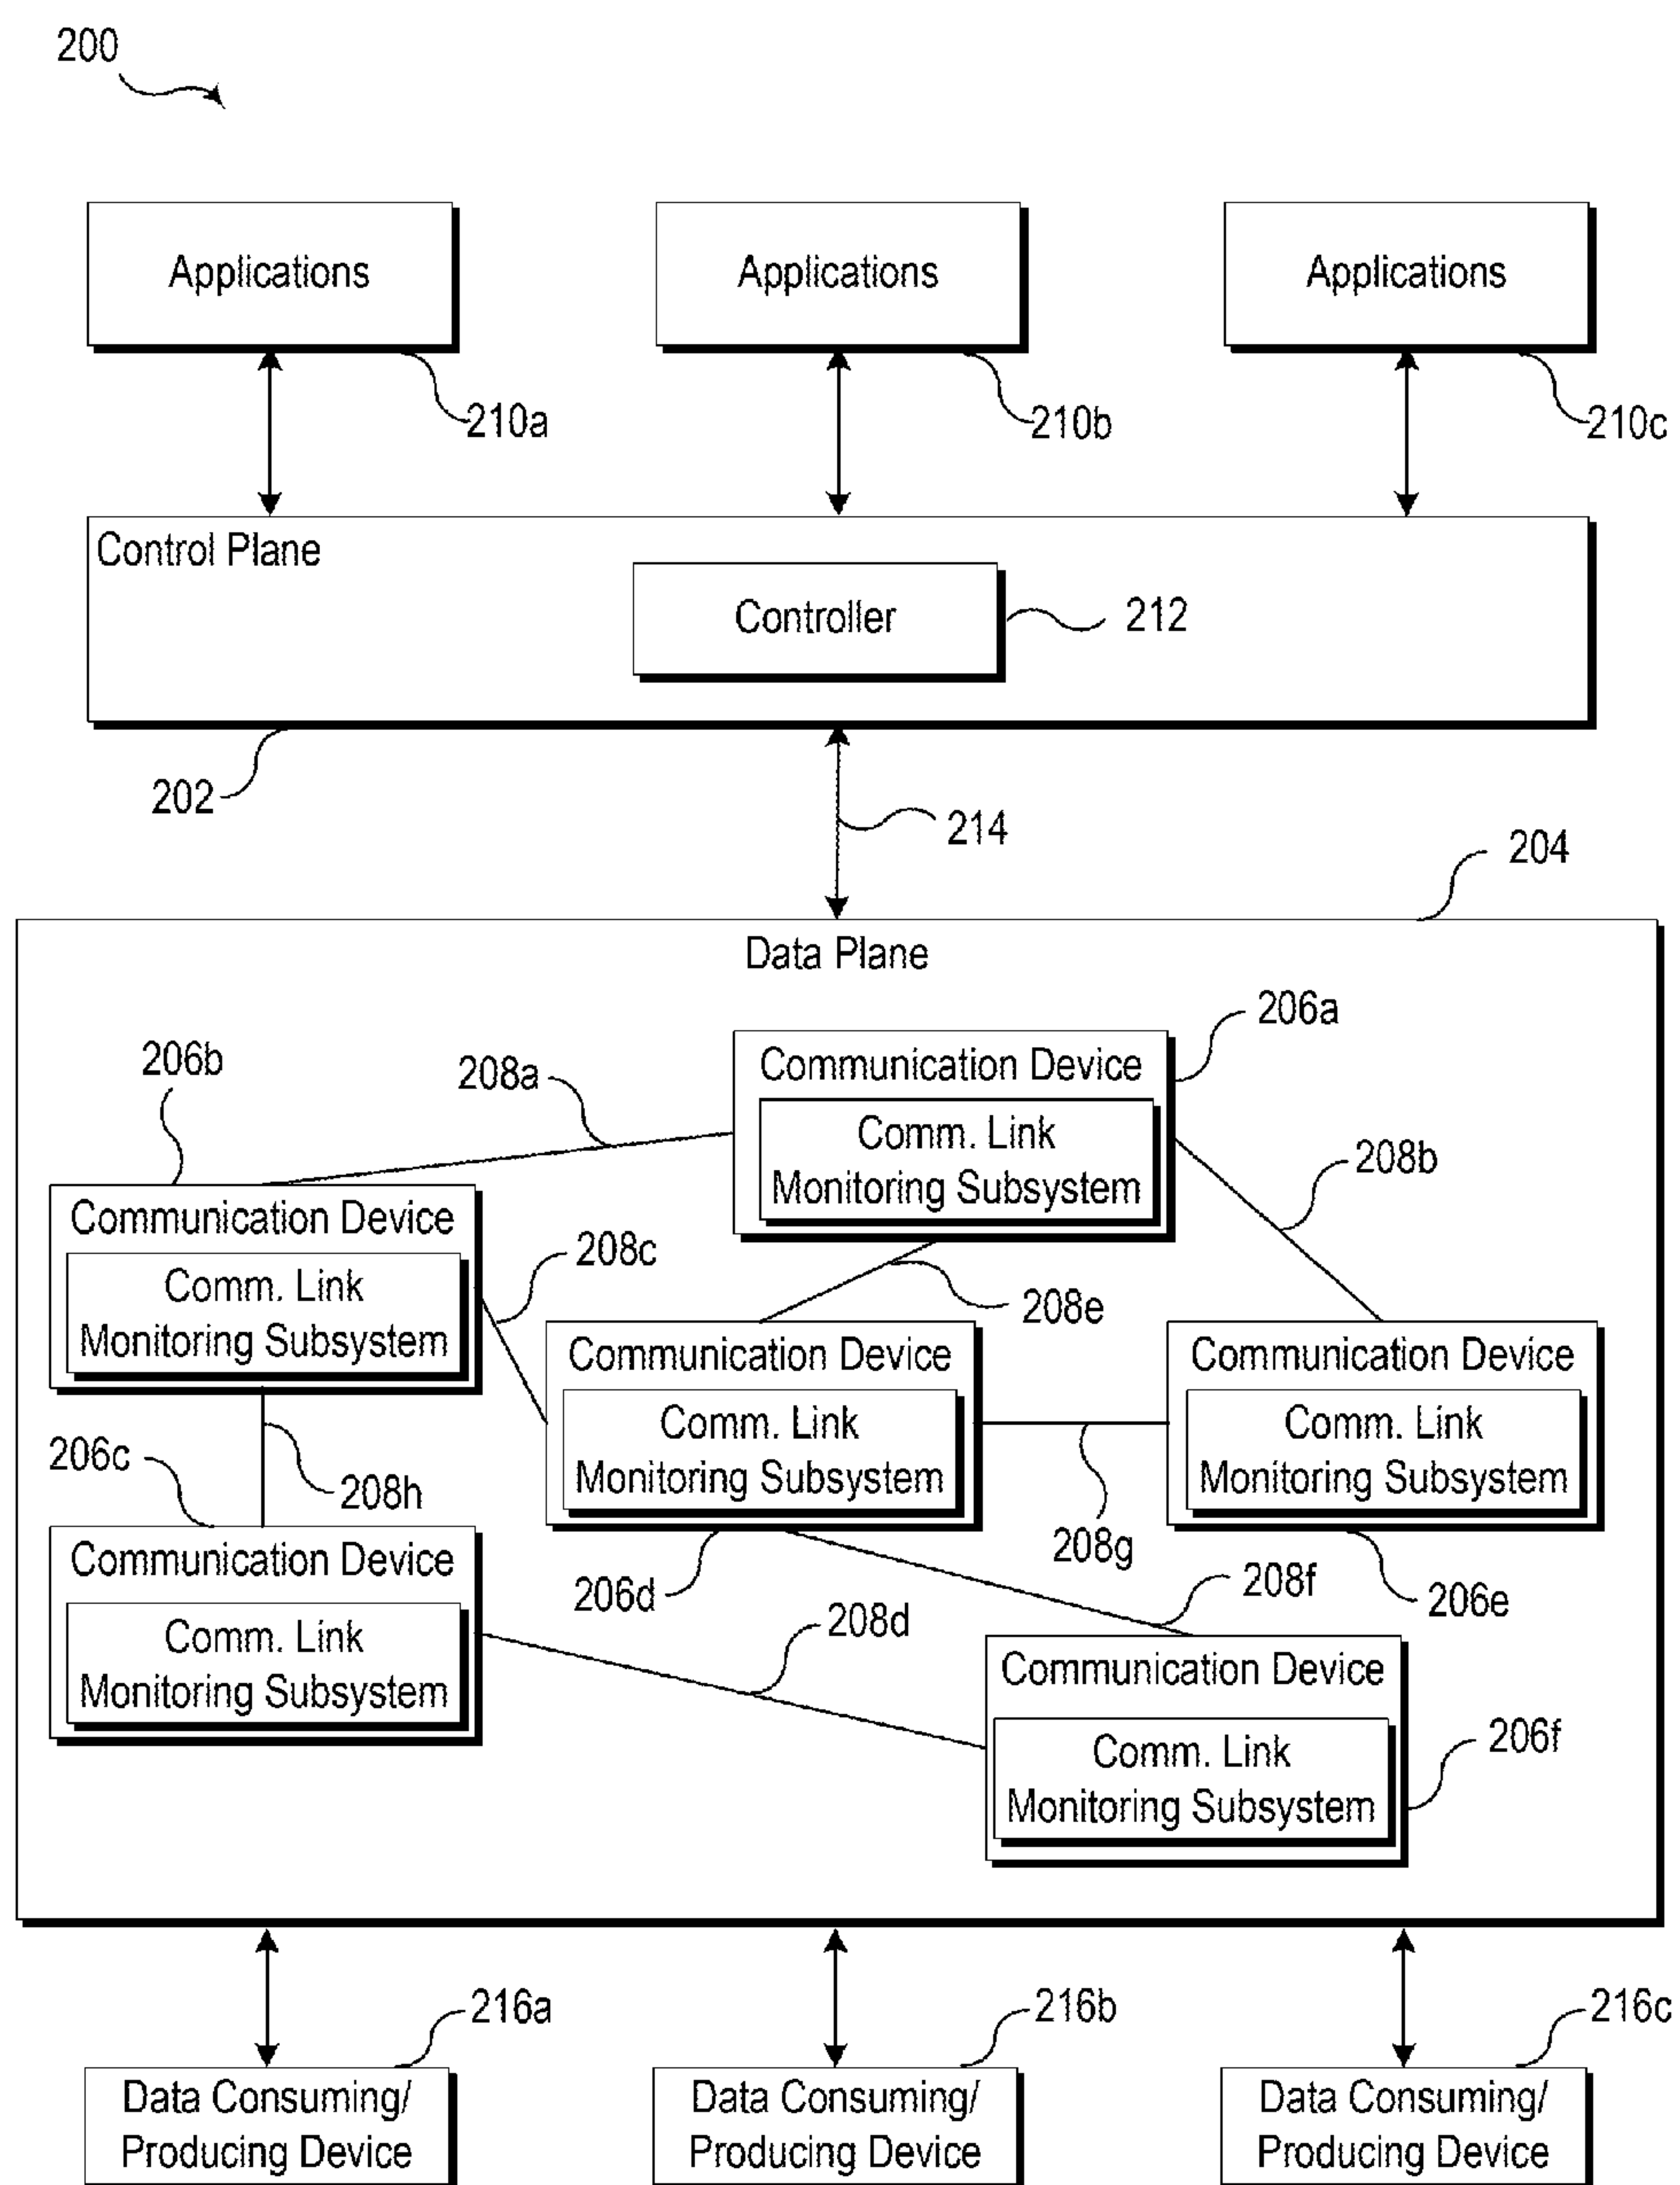 200
Applications
Applications
Applications
210a
210b
210c
Control Plane
Controller
212
202
214
204
Data Plane
206a
Communication Device
Comm. Link
Monitoring Subsystem
206b
208a
208b
Communication Device
Comm. Link
Monitoring Subsystem
208c
208e
Communication Device
Comm. Link
Monitoring Subsystem
Communication Device
Comm. Link
Monitoring Subsystem
206c
208h
208g
206d
208f
206e
Communication Device
Comm. Link
Monitoring Subsystem
208d
Communication Device
Comm. Link
Monitoring Subsystem
206f
216a
216b
216c
Data Consuming/
Producing Device
Data Consuming/
Producing Device
Data Consuming/
Producing Device